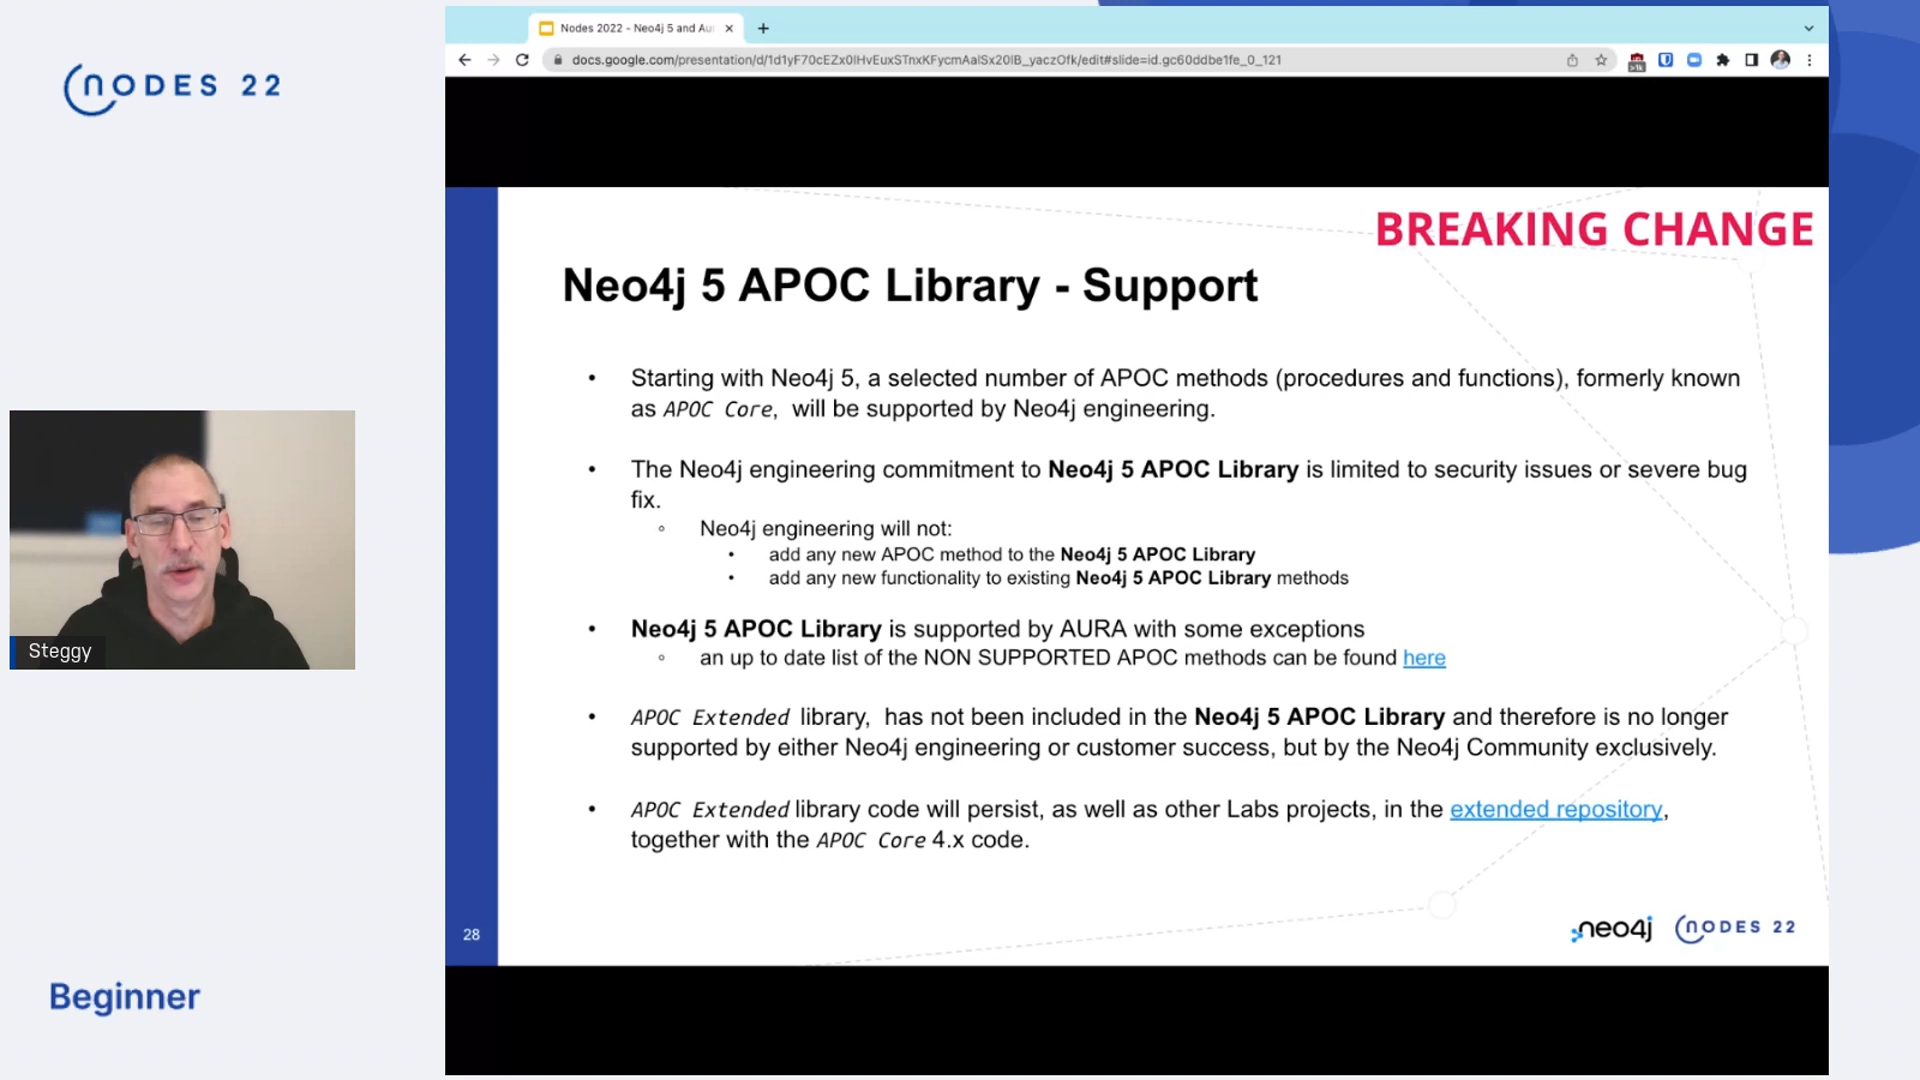 NODES 22
Nodes 2022 - Neo4j 5 and Au
docs.google.com/presentation/d/1d1yF70cEZx0IHvEuxSTnxKFycmAalSx20IB_yaczOfk/edit#slide=id.gc60ddbe1fe_0_121
BREAKING CHANGE
Neo4j 5 APOC Library - Support
• Starting with Neo4j 5, a selected number of APOC methods (procedures and functions), formerly known
as APOC Core, will be supported by Neo4j engineering.
• The Neo4j engineering commitment to Neo4j 5 APOC Library is limited to security issues or severe bug
fix.
◦ Neo4j engineering will not:
• add any new APOC method to the Neo4j 5 APOC Library
• add any new functionality to existing Neo4j 5 APOC Library methods
• Neo4j 5 APOC Library is supported by AURA with some exceptions
◦ an up to date list of the NON SUPPORTED APOC methods can be found here
• APOC Extended library, has not been included in the Neo4j 5 APOC Library and therefore is no longer
supported by either Neo4j engineering or customer success, but by the Neo4j Community exclusively.
• APOC Extended library code will persist, as well as other Labs projects, in the extended repository,
together with the APOC Core 4.x code.
28
neo4j
NODES 22
Steggy
Beginner